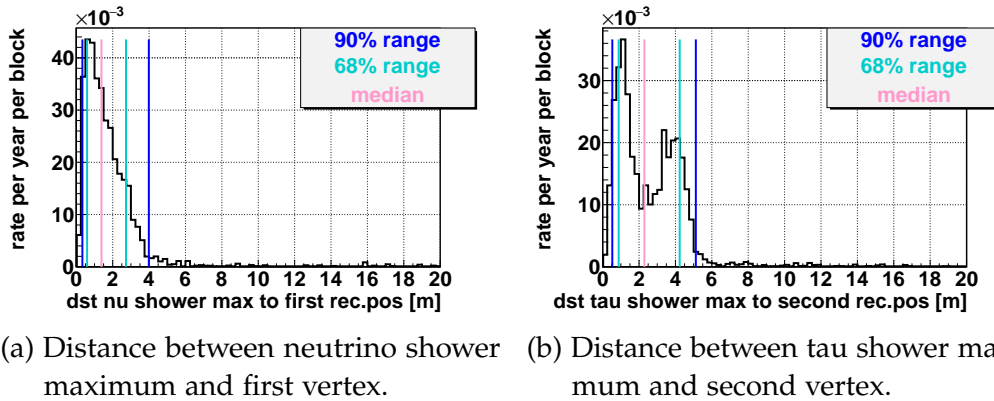 ×10⁻³
rate per year per block
40
30
20
10
0
90% range
68% range
median
0 2 4 6 8 10 12 14 16 18 20
dst nu shower max to first rec.pos [m]
(a) Distance between neutrino shower
maximum and first vertex.
×10⁻³
rate per year per block
30
20
10
0
90% range
68% range
median
0 2 4 6 8 10 12 14 16 18 20
dst tau shower max to second rec.pos [m]
(b) Distance between tau shower ma
mum and second vertex.